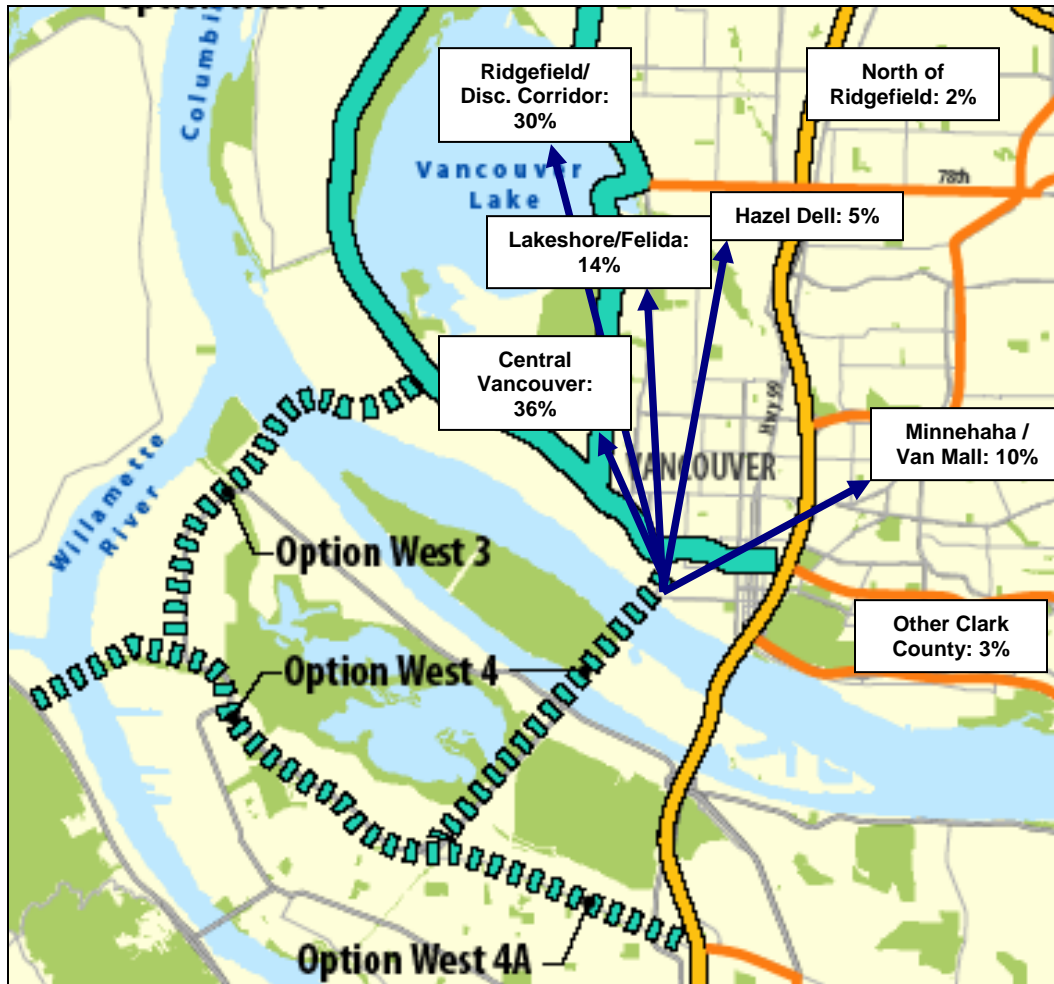 Columbi
Ridgefield/
Disc. Corridor:
30%
North of
Ridgefield: 2%
Vancouver
Lake
78th
Hazel Dell: 5%
Lakeshore/Felida:
14%
Central
Vancouver:
36%
HWY 99
Minnehaha /
Van Mall: 10%
VANCOUVER
Willamette
River
Option West 3
Other Clark
County: 3%
Option West 4
Option West 4A